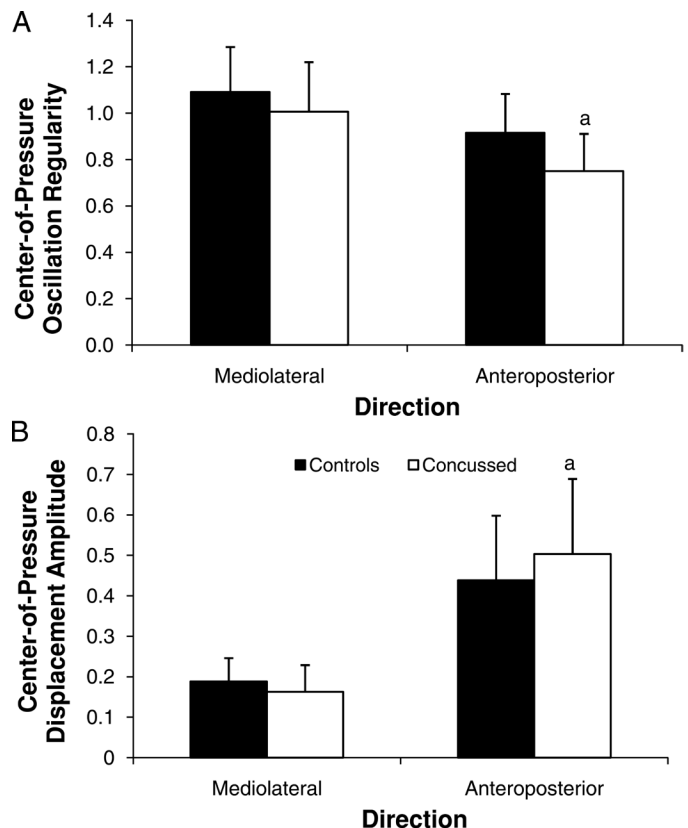 A
Center-of-Pressure
Oscillation Regularity
1.4
1.2
1.0
0.8
0.6
0.4
0.2
0.0
a
Mediolateral Anteroposterior
Direction
B
Center-of-Pressure
Displacement Amplitude
0.8
0.7
0.6
0.5
0.4
0.3
0.2
0.1
0
Controls Concussed
a
Mediolateral Anteroposterior
Direction